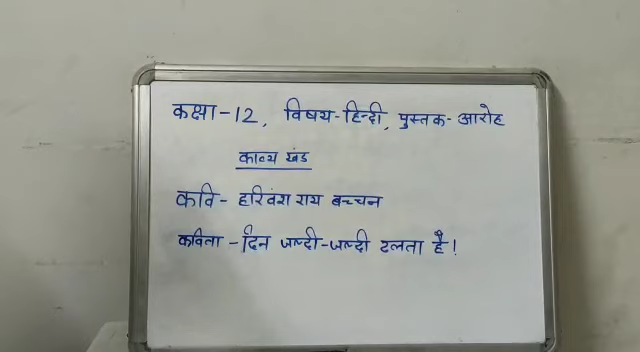 कक्षा-12, विषय-हिन्दी, पुस्तक-आरोह
काव्य खंड
कवि- हरिवंश राय बच्चन
कविता -दिन जल्दी-जल्दी ढलता है!